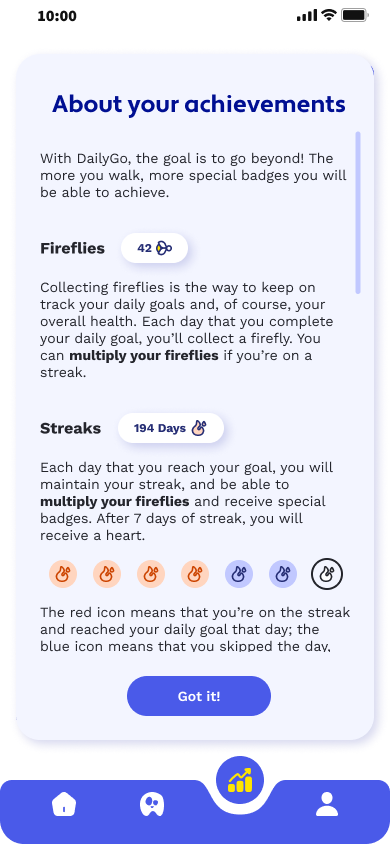 10:00
About your achievements
With DailyGo, the goal is to go beyond! The
more you walk, more special badges you will
be able to achieve.
Fireflies
42
Collecting fireflies is the way to keep on
track your daily goals and, of course, your
overall health. Each day that you complete
your daily goal, you’ll collect a firefly. You
can multiply your fireflies if you’re on a
streak.
Streaks
194 Days
Each day that you reach your goal, you will
maintain your streak, and be able to
multiply your fireflies and receive special
badges. After 7 days of streak, you will
receive a heart.
The red icon means that you’re on the streak
and reached your daily goal that day; the
blue icon means that you skipped the day,
Got it!